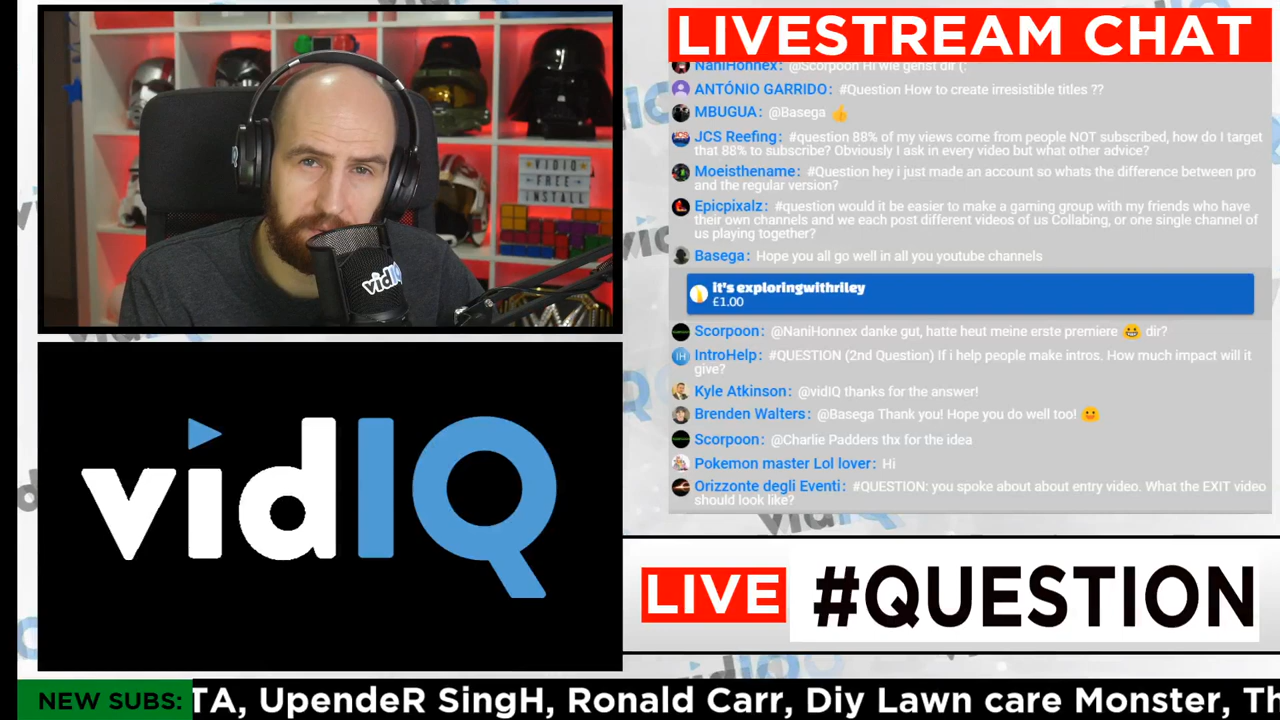 LIVESTREAM CHAT
NaniHonnex: @Scorpoon Hi wie gehst dir (:
ANTÓNIO GARRIDO: #Question How to create irresistible titles ??
MBUGUA: @Basega 👍
JCS Reefing: #question 88% of my views come from people NOT subscribed, how do I target
that 88% to subscribe? Obviously I ask in every video but what other advice?
Moeisthename: #Question hey i just made an account so whats the difference between pro
and the regular version?
Epicpixalz: #question would it be easier to make a gaming group with my friends who have
their own channels and we each post different videos of us Collabing, or one single channel of
us playing together?
Basega: Hope you all go well in all you youtube channels
it's exploringwithriley
£1.00
Scorpoon: @NaniHonnex danke gut, hatte heut meine erste premiere 😁 dir?
IntroHelp: #QUESTION (2nd Question) If i help people make intros. How much impact will it
give?
Kyle Atkinson: @vidIQ thanks for the answer!
Brenden Walters: @Basega Thank you! Hope you do well too! 🙂
Scorpoon: @Charlie Padders thx for the idea
Pokemon master Lol lover: Hi
Orizzonte degli Eventi: #QUESTION: you spoke about about entry video. What the EXIT video
should look like?
VIDIQ
FREE
INSTALL
vidIQ
vidIQ
LIVE #QUESTION
NEW SUBS: TA, UpendeR SingH, Ronald Carr, Diy Lawn care Monster, Th